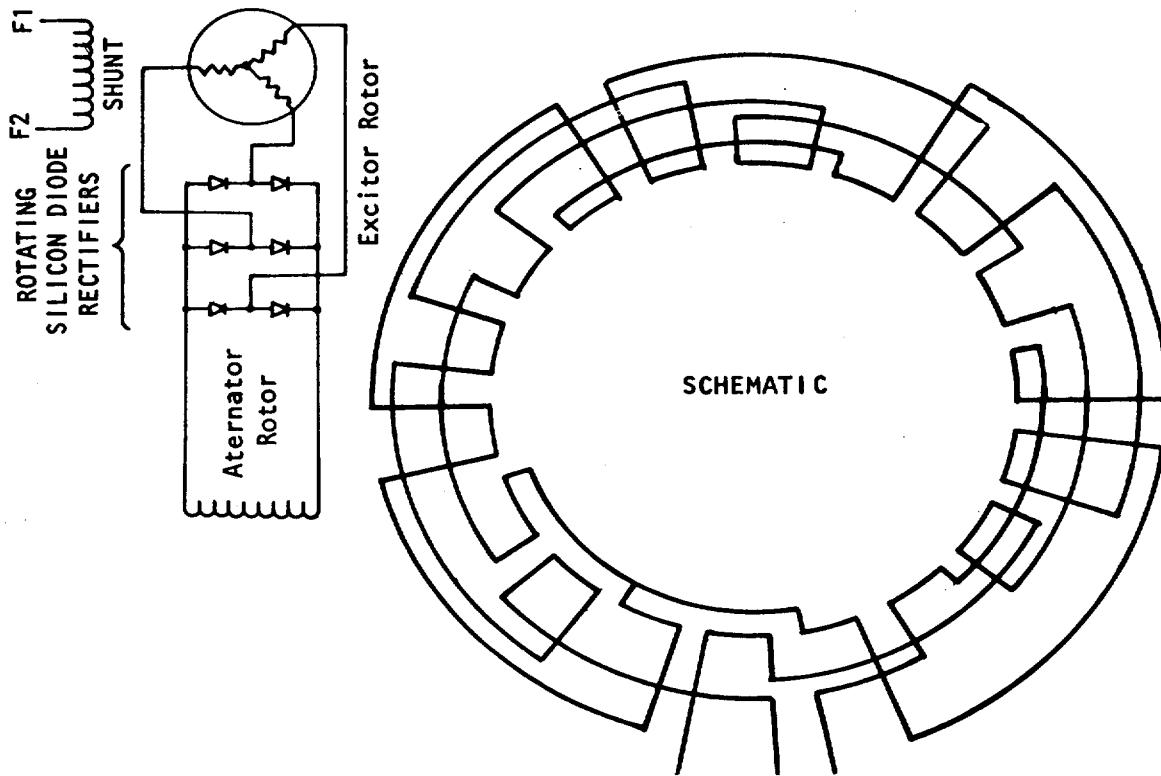 F2 F1
SHUNT
ROTATING
SILICON DIODE
RECTIFIERS
Excitor Rotor
Aternator
Rotor
SCHEMATIC